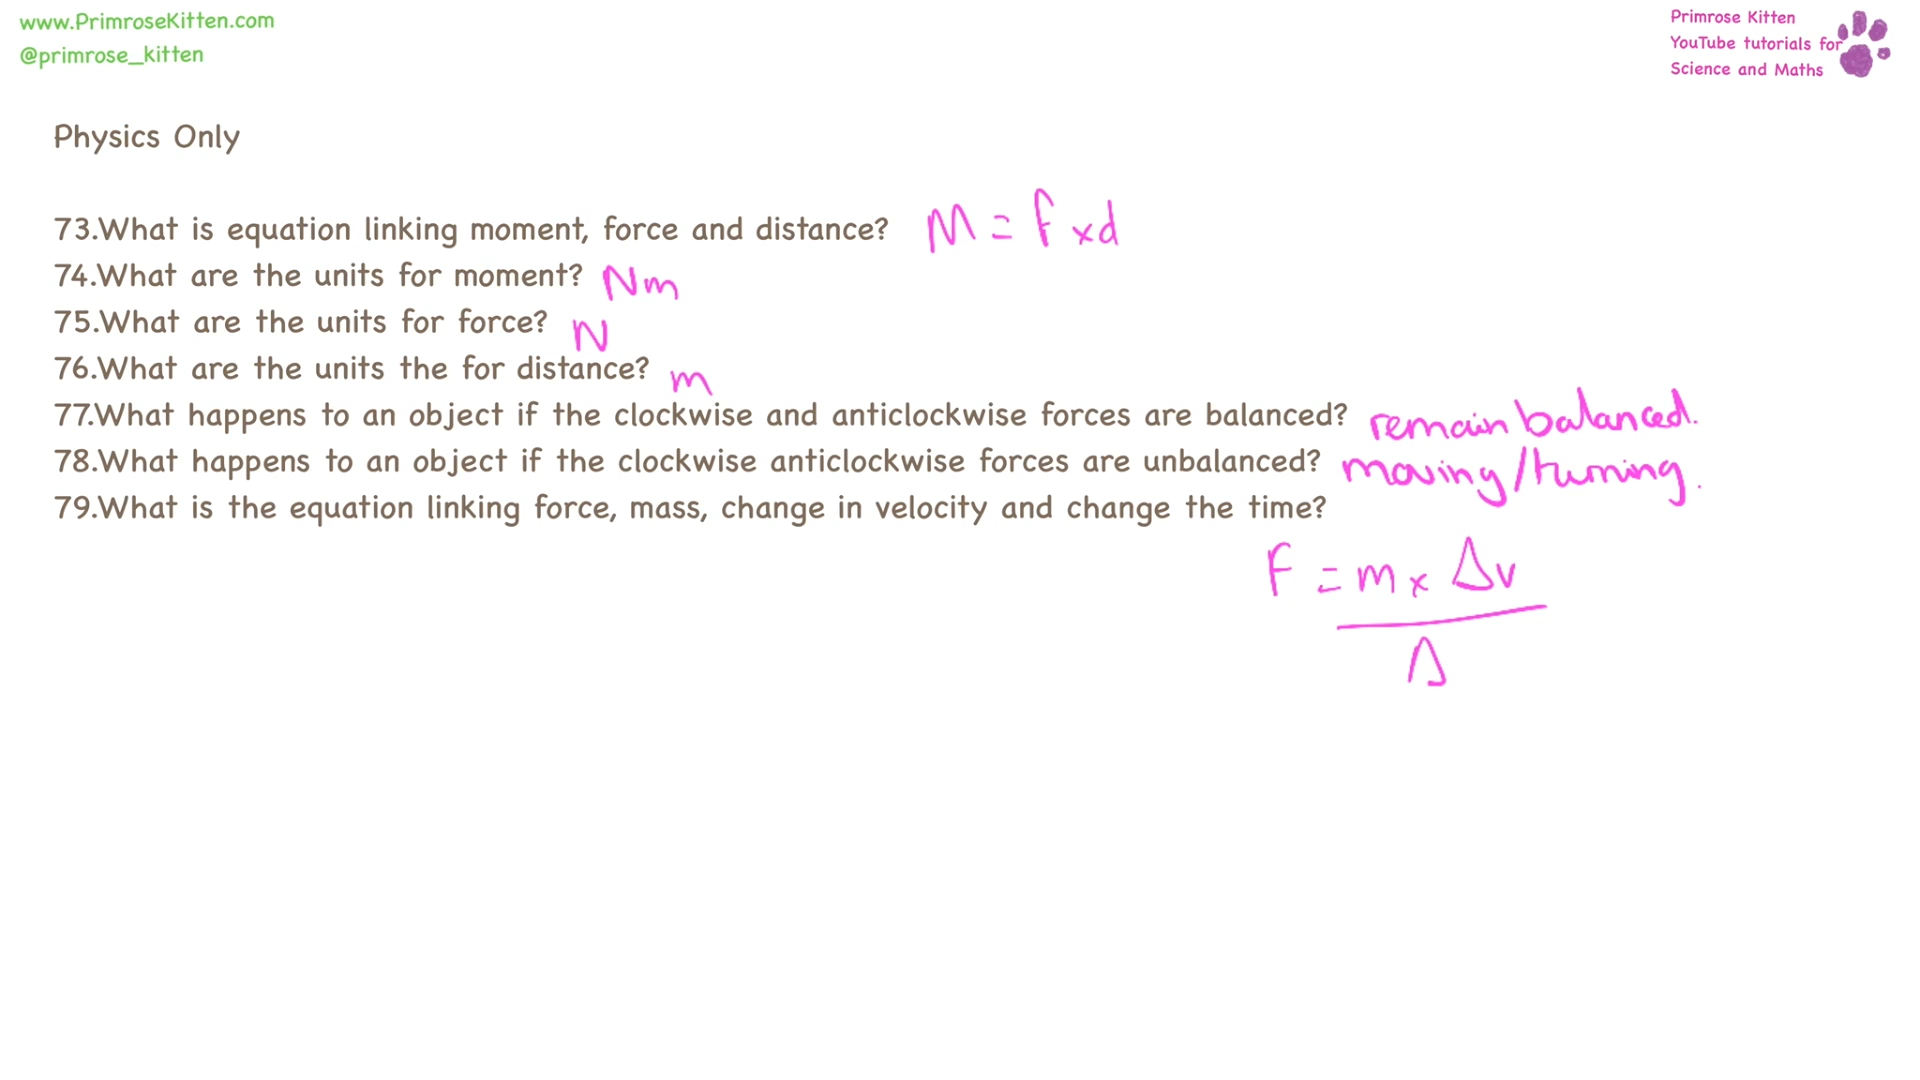 www.PrimroseKitten.com
@primrose_kitten
Primrose Kitten
YouTube tutorials for
Science and Maths
Physics Only
73.What is equation linking moment, force and distance? M = F x d
74.What are the units for moment? Nm
75.What are the units for force? N
76.What are the units the for distance? m
77.What happens to an object if the clockwise and anticlockwise forces are balanced? remain balanced.
78.What happens to an object if the clockwise anticlockwise forces are unbalanced? moving/turning.
79.What is the equation linking force, mass, change in velocity and change the time?
F = m x Δv
Δ